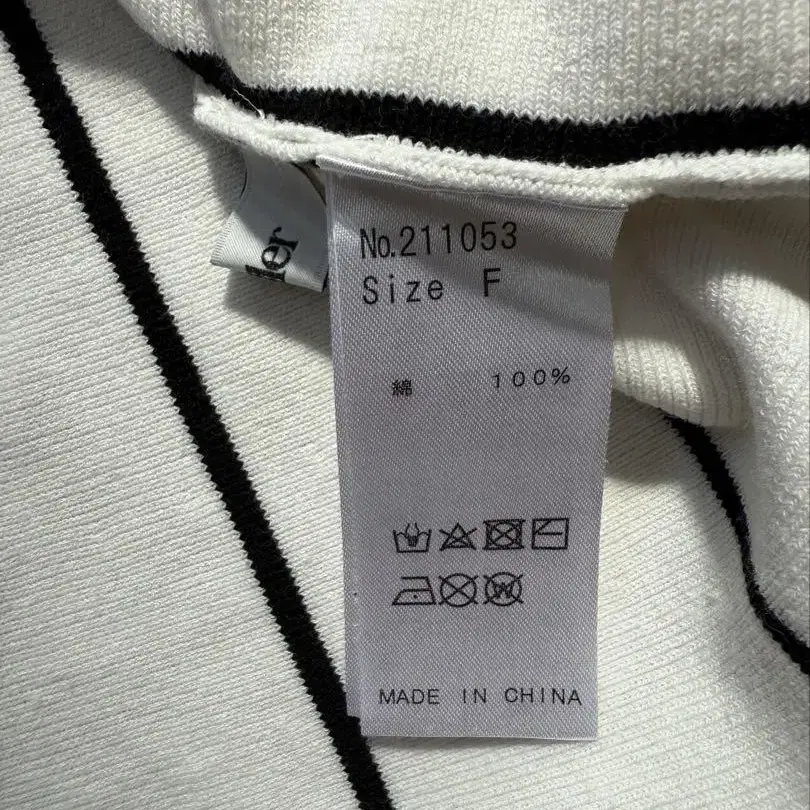 No.211053
Size F
綿 100%
MADE IN CHINA